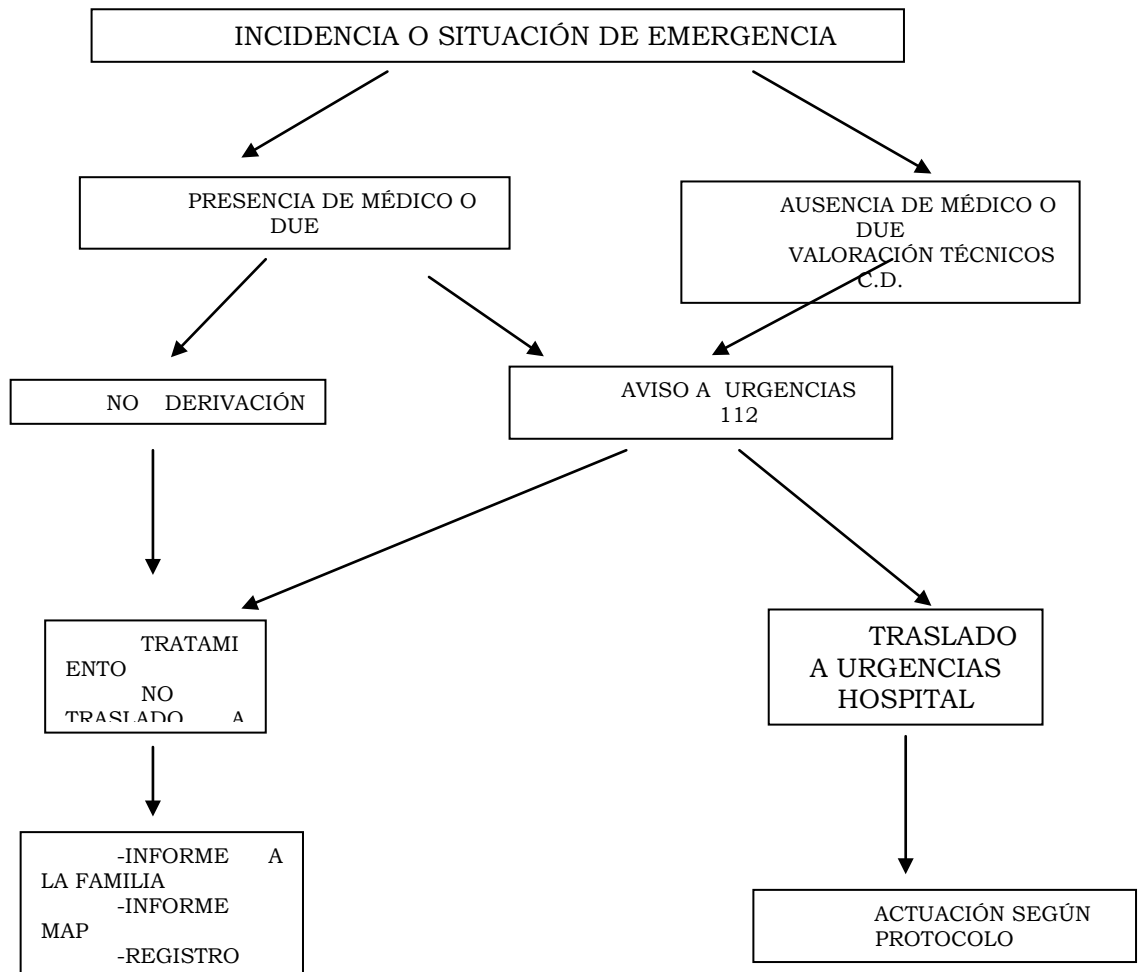 INCIDENCIA O SITUACIÓN DE EMERGENCIA
PRESENCIA DE MÉDICO O
DUE
AUSENCIA DE MÉDICO O
DUE
VALORACIÓN TÉCNICOS
C.D.
NO DERIVACIÓN
AVISO A URGENCIAS
112
TRATAMI
ENTO
NO
TRASLADO A
TRASLADO
A URGENCIAS
HOSPITAL
-INFORME A
LA FAMILIA
-INFORME
MAP
-REGISTRO
ACTUACIÓN SEGÚN
PROTOCOLO